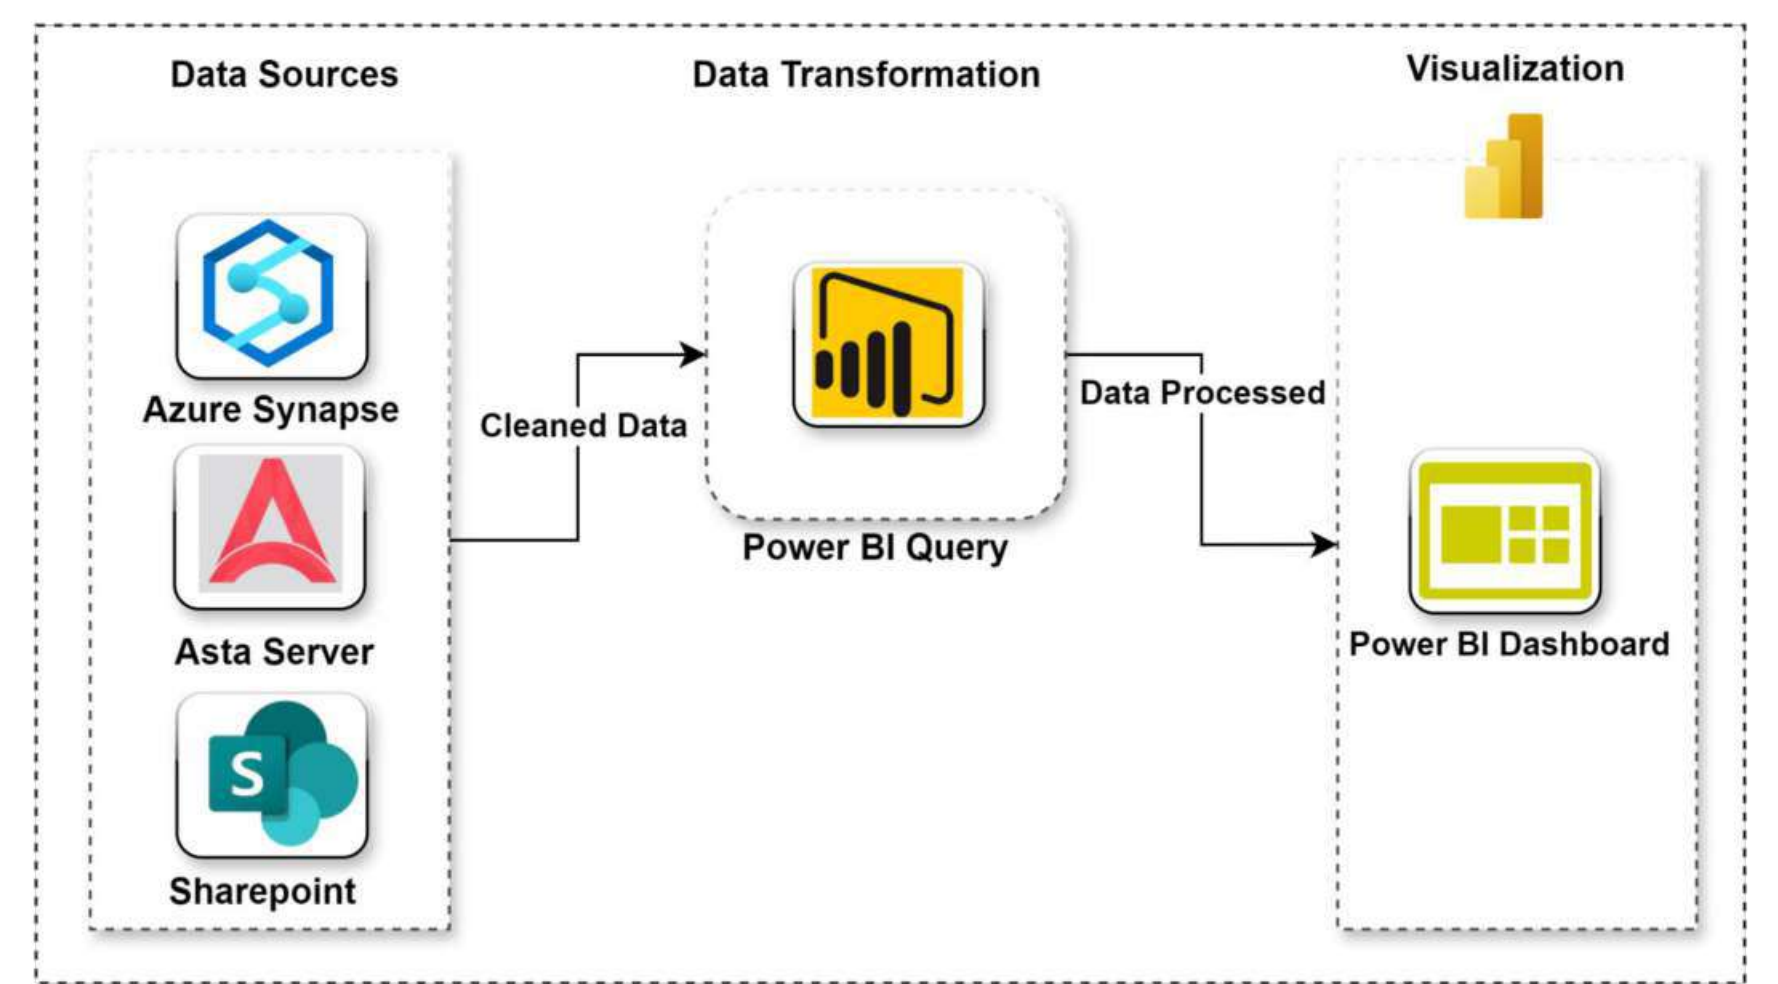 Data Sources
Data Transformation
Visualization
Azure Synapse
Cleaned Data
Data Processed
Asta Server
Power BI Query
Power BI Dashboard
S
Sharepoint